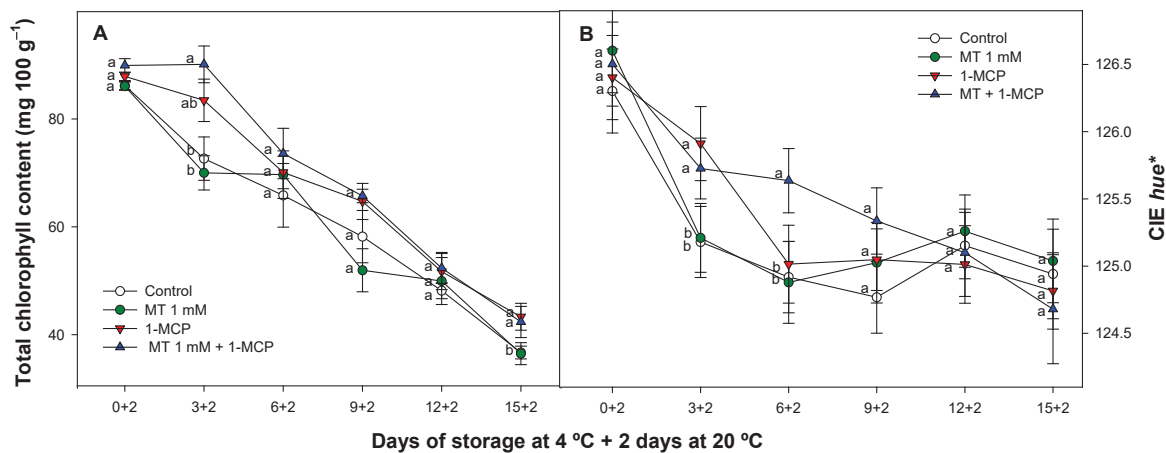 A
Total chlorophyll content (mg 100 g⁻¹)
80
60
40
a
a
a
a
ab
b
b
a
a
a
a
a
a
a
a
a
a
a
b
Control
MT 1 mM
1-MCP
MT 1 mM + 1-MCP
0+2 3+2 6+2 9+2 12+2 15+2
B
Control
MT 1 mM
1-MCP
MT + 1-MCP
a
a
a
a
a
a
b
b
a
b
b
a
a
a
a
a
a
a
a
a
a
126.5
126.0
125.5
125.0
124.5
CIE hue*
0+2 3+2 6+2 9+2 12+2 15+2
Days of storage at 4 ºC + 2 days at 20 ºC